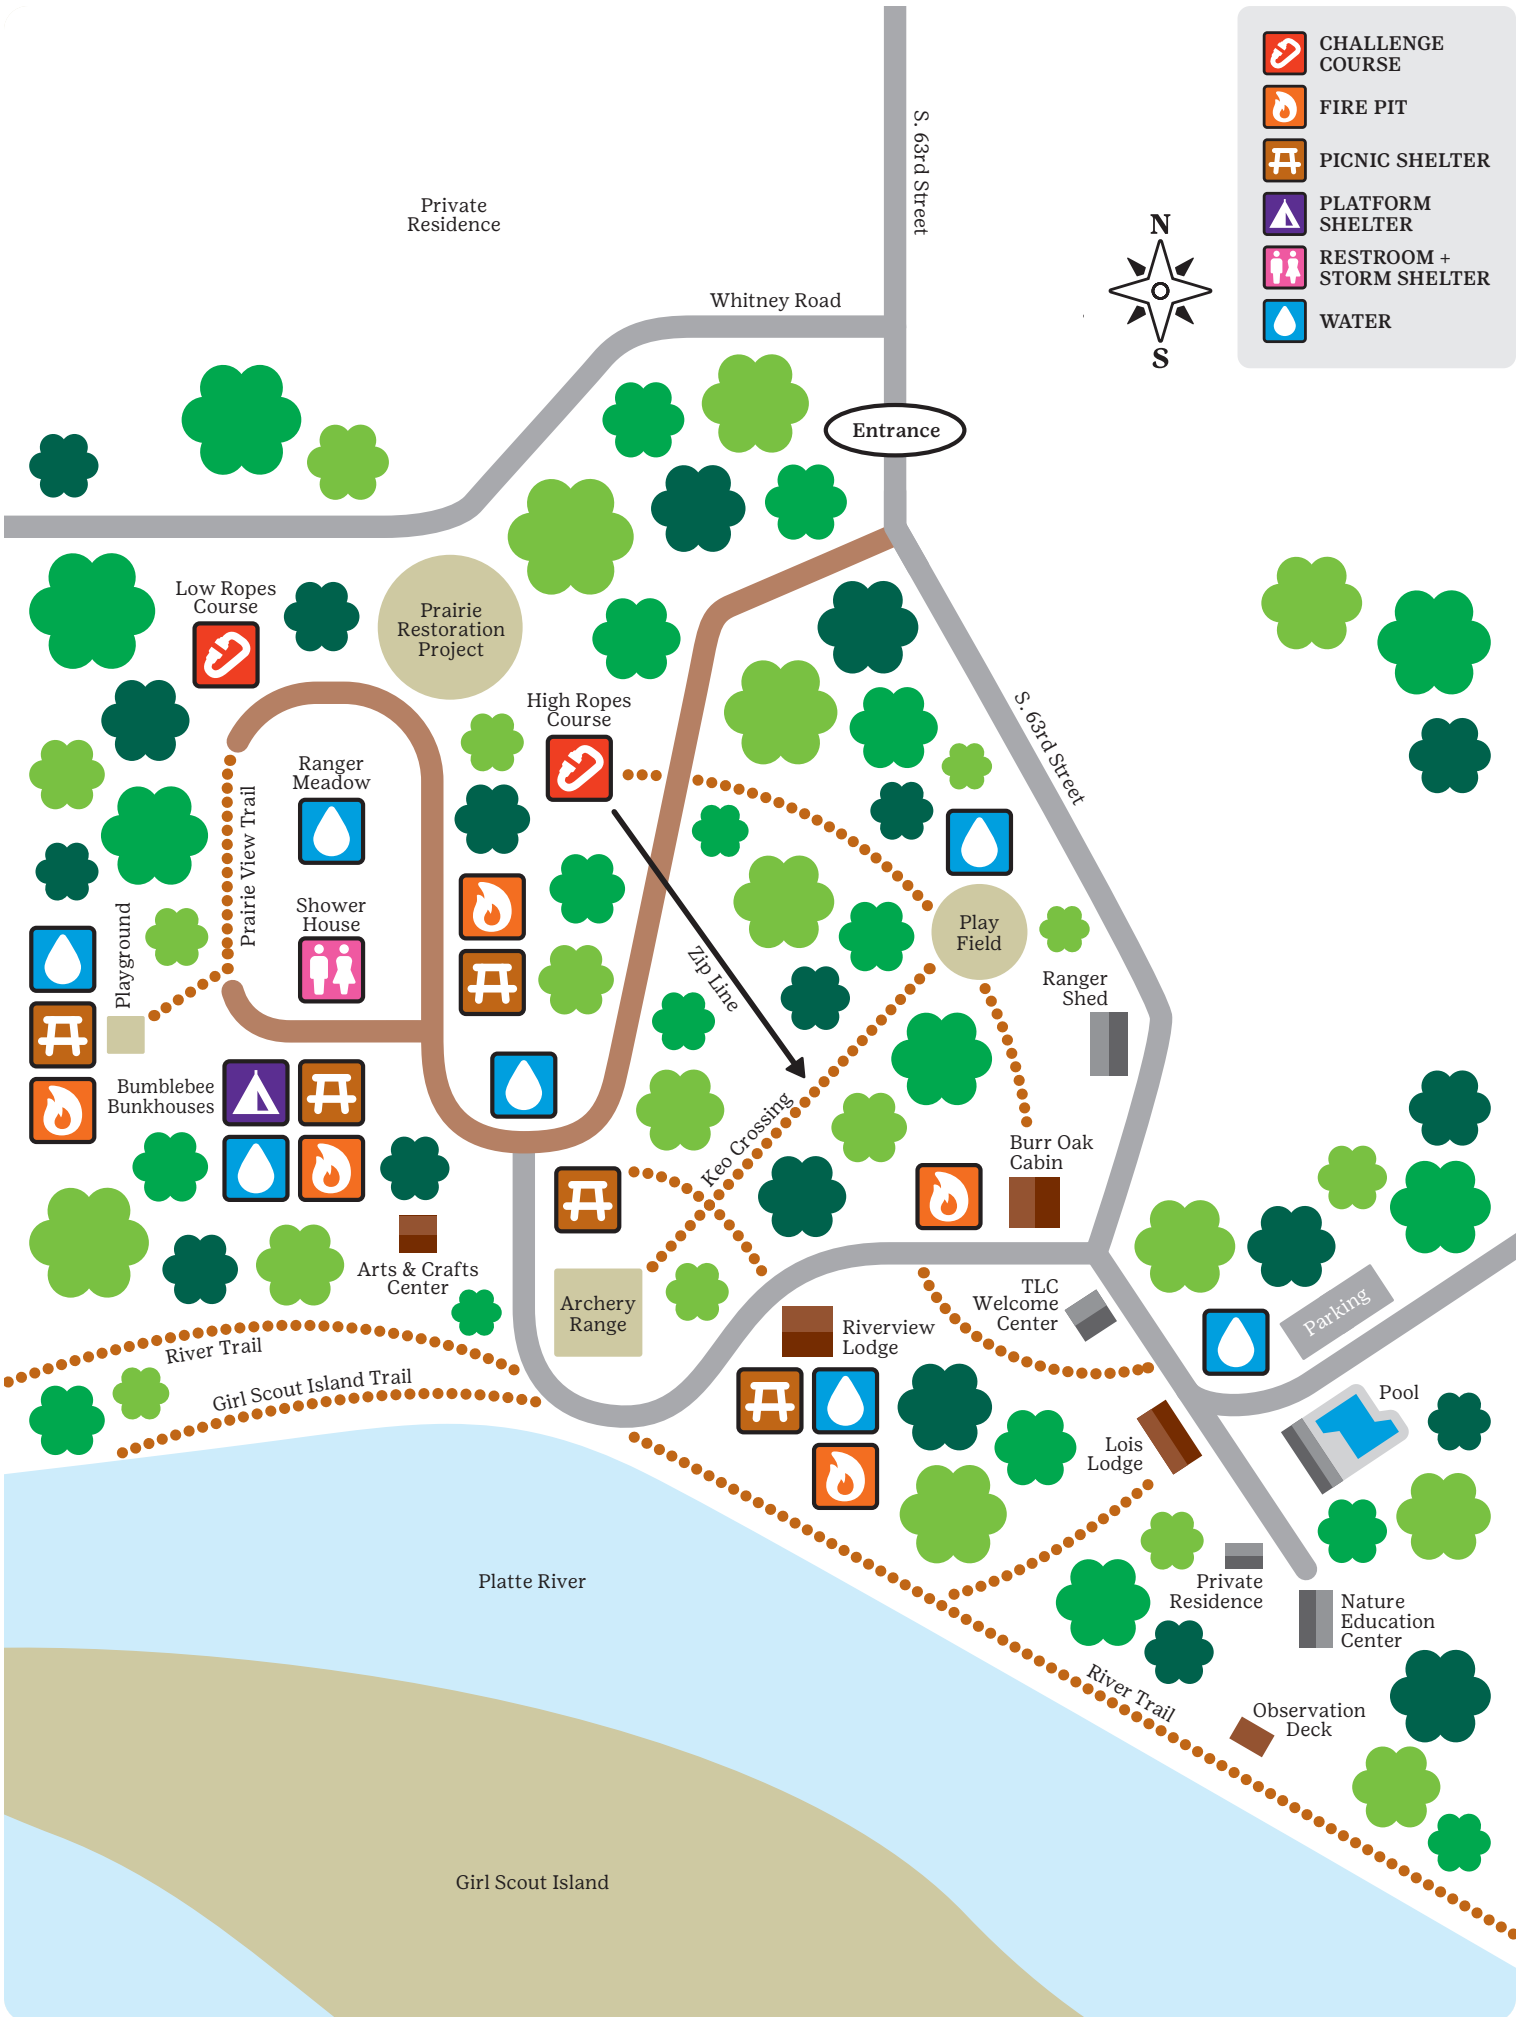 CHALLENGE
COURSE
FIRE PIT
PICNIC SHELTER
PLATFORM
SHELTER
RESTROOM +
STORM SHELTER
WATER
S. 63rd Street
Private
Residence
N
S
Whitney Road
Entrance
Low Ropes
Course
Prairie
Restoration
Project
High Ropes
Course
S. 63rd Street
Ranger
Meadow
Prairie View Trail
Shower
House
Playground
Play
Field
Zip Line
Ranger
Shed
Bumblebee
Bunkhouses
Keo Crossing
Burr Oak
Cabin
Arts & Crafts
Center
Archery
Range
TLC
Welcome
Center
Riverview
Lodge
Parking
River Trail
Girl Scout Island Trail
Pool
Lois
Lodge
Platte River
Private
Residence
Nature
Education
Center
River Trail
Observation
Deck
Girl Scout Island